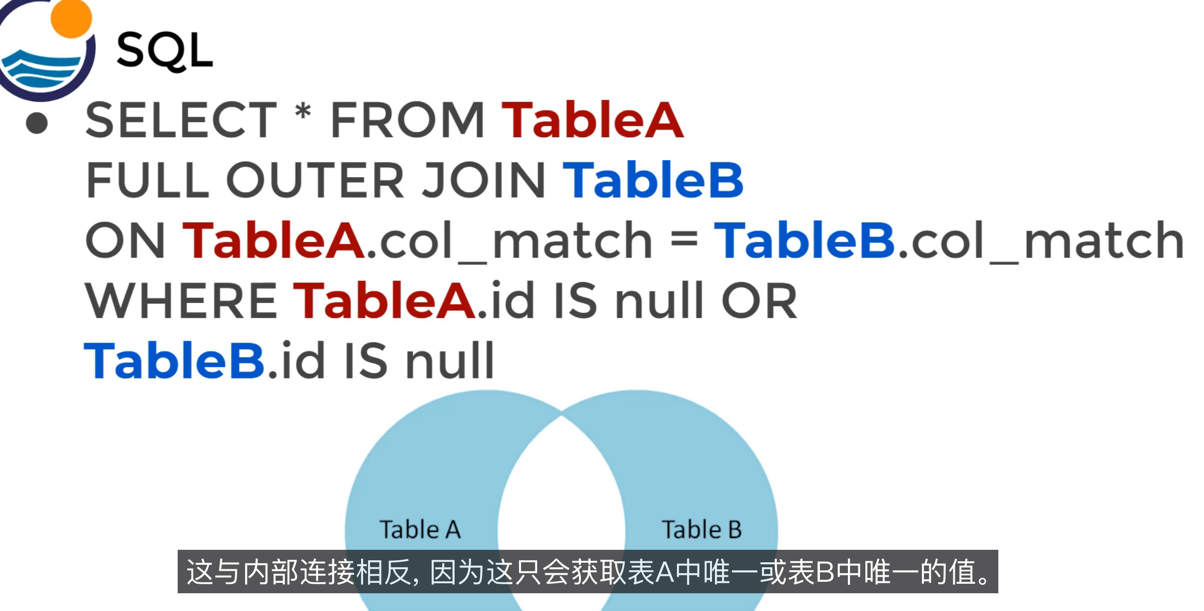 SQL
• SELECT * FROM TableA
FULL OUTER JOIN TableB
ON TableA.col_match = TableB.col_match
WHERE TableA.id IS null OR
TableB.id IS null
Table A
Table B
这与内部连接相反, 因为这只会获取表A中唯一或表B中唯一的值。